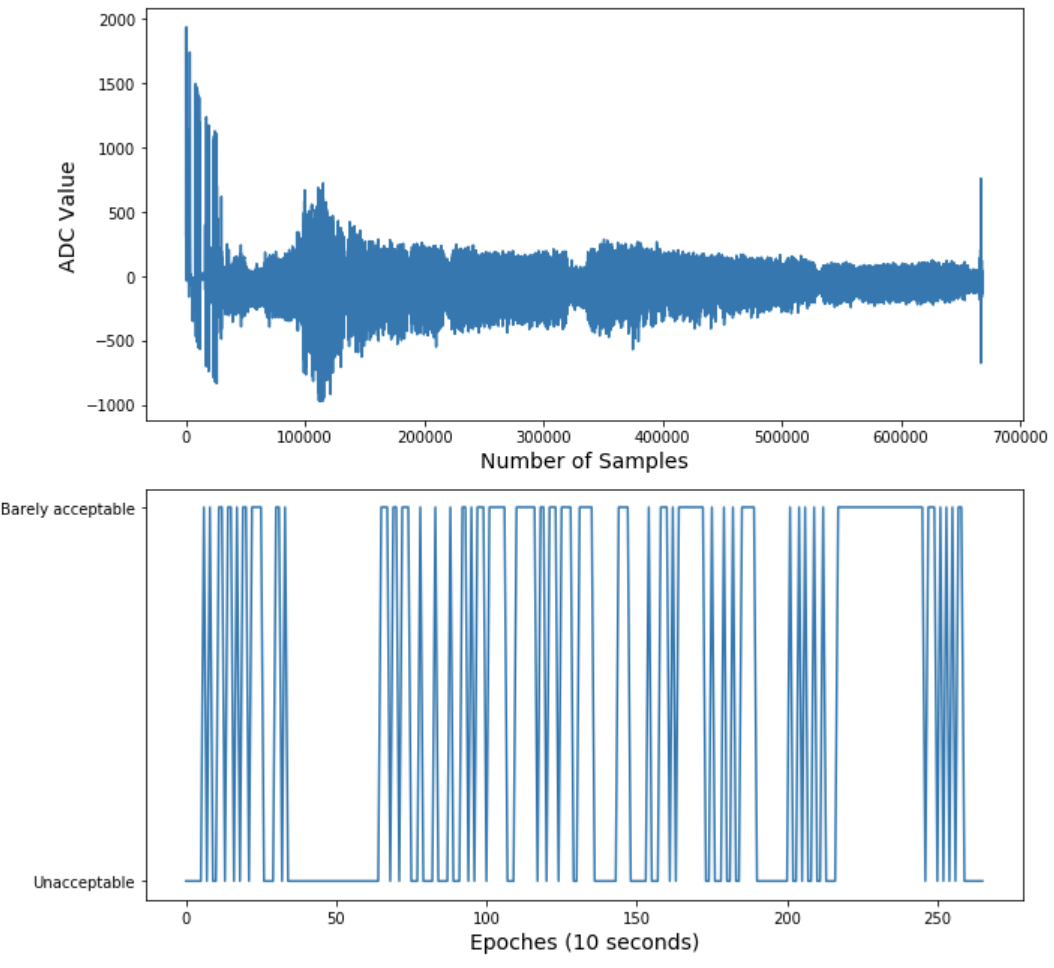 2000
1500
1000
500
0
−500
−1000
ADC Value
0 100000 200000 300000 400000 500000 600000 700000
Number of Samples
Barely acceptable
Unacceptable
0 50 100 150 200 250
Epoches (10 seconds)